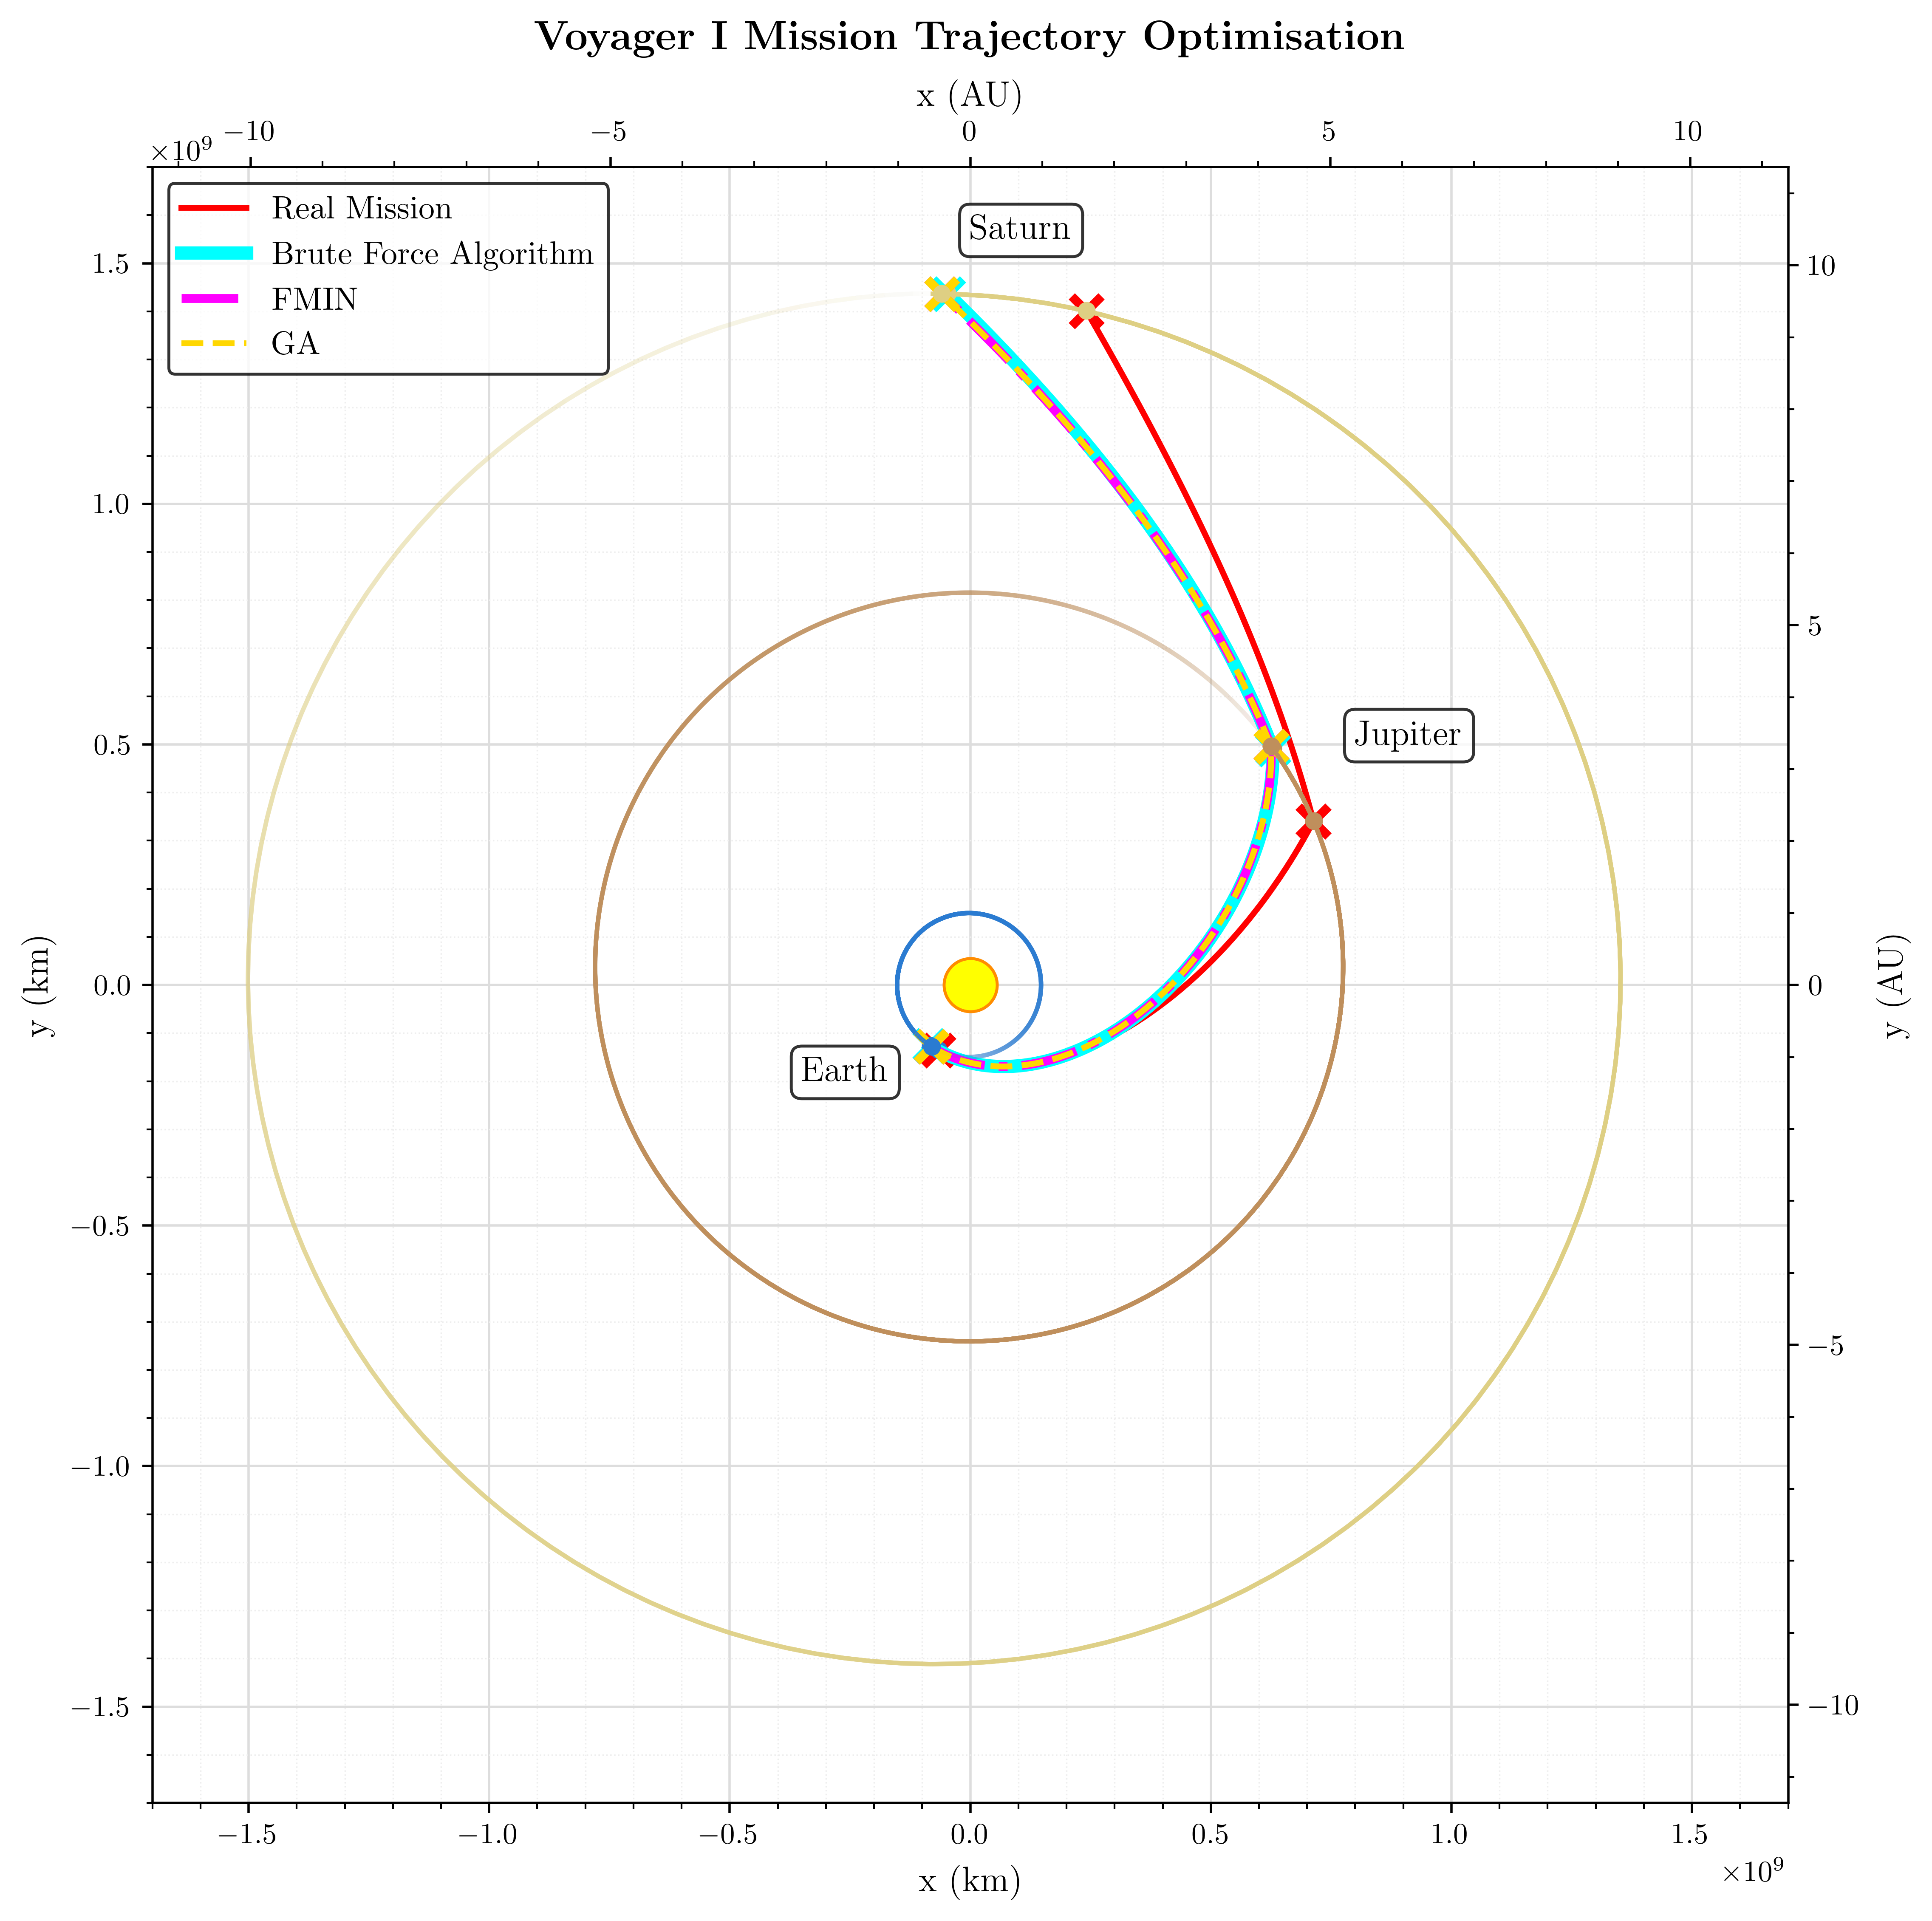 Voyager I Mission Trajectory Optimisation
x (AU)
−10 −5 0 5 10
×10⁹
Real Mission
Brute Force Algorithm
FMIN
GA
Saturn
Jupiter
Earth
1.5
1.0
0.5
0.0
−0.5
−1.0
−1.5
y (km)
10
5
0
−5
−10
y (AU)
−1.5 −1.0 −0.5 0.0 0.5 1.0 1.5
×10⁹
x (km)